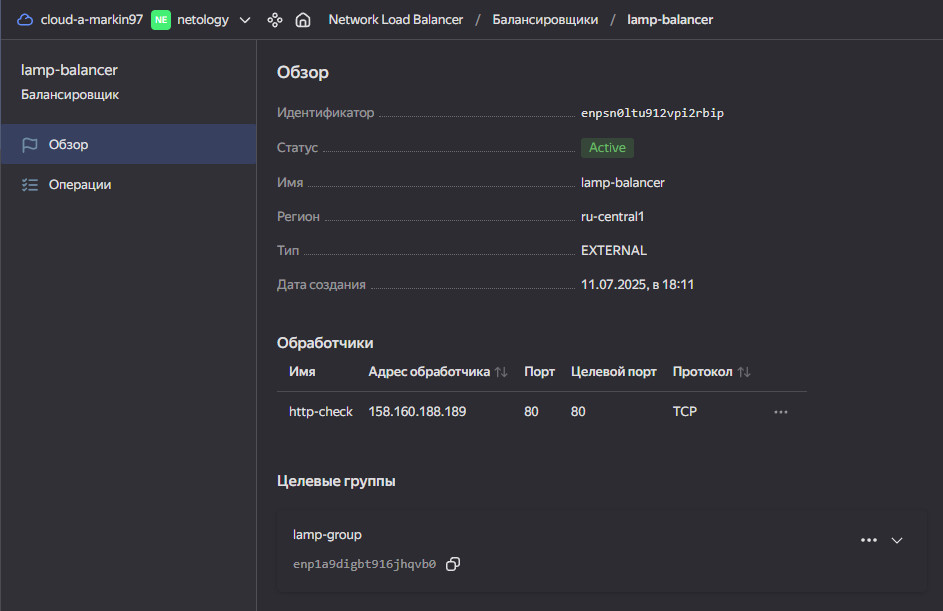 cloud-a-markin97 NE netology Network Load Balancer / Балансировщики / lamp-balancer
lamp-balancer
Балансировщик
Обзор
Операции
Обзор
Идентификатор enpsn0ltu912vpi2rbip
Статус Active
Имя lamp-balancer
Регион ru-central1
Тип EXTERNAL
Дата создания 11.07.2025, в 18:11
Обработчики
Имя Адрес обработчика Порт Целевой порт Протокол
http-check 158.160.188.189 80 80 TCP
Целевые группы
lamp-group
enp1a9digbt916jhqvb0